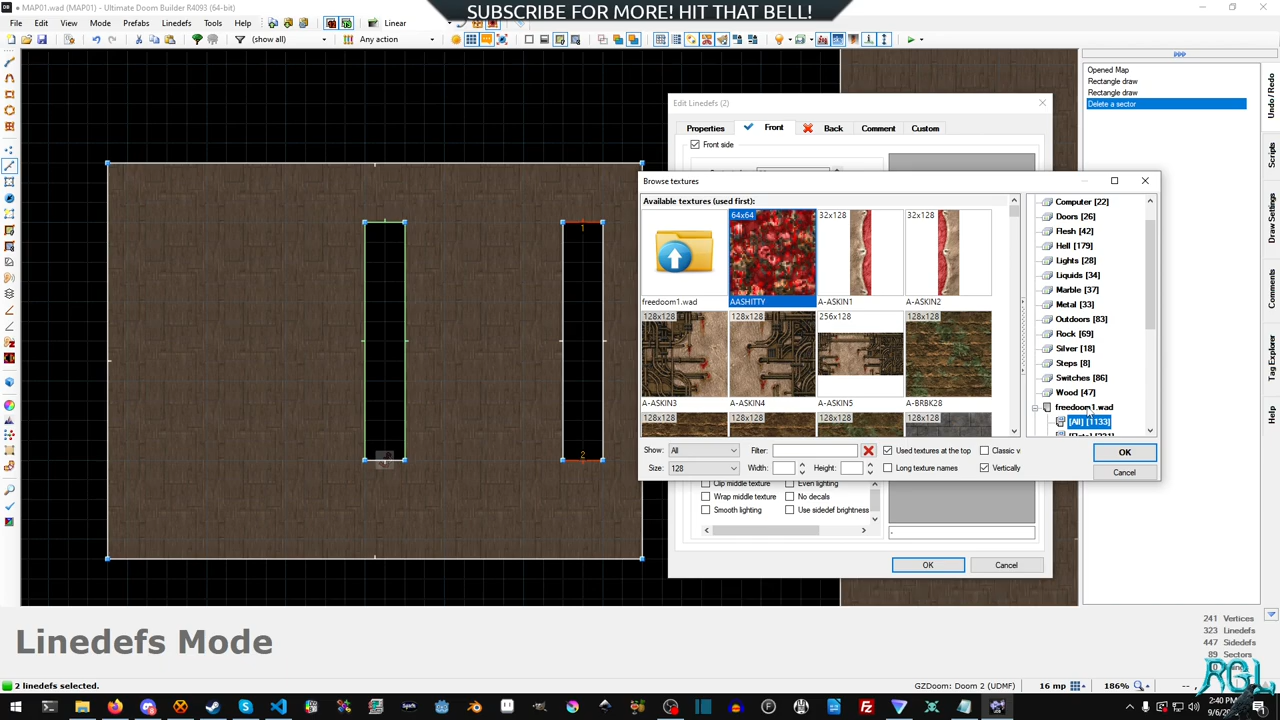 SUBSCRIBE FOR MORE! HIT THAT BELL!
MAP01.wad (MAP01) - Ultimate Doom Builder R4093 (64-bit)
File Edit View Mode Prefabs Linedefs Tools Help
Linear
(show all)
Any action
Opened Map
Rectangle draw
Rectangle draw
Delete a sector
Undo / Redo
Scripts
Things
Draw Settings
Comments
Tag Explorer
Help
Edit Linedefs (2)
Properties Front Back Comment Custom
Front side
Browse textures
Available textures (used first):
64x64 32x128 32x128
freedoom1.wad AASHITTY A-ASKIN1 A-ASKIN2
128x128 128x128 256x128 128x128
A-ASKIN3 A-ASKIN4 A-ASKIN5 A-BRBK28
128x128 128x128 128x128 128x128
Computer [22]
Doors [26]
Flesh [42]
Hell [179]
Lights [28]
Liquids [34]
Marble [37]
Metal [33]
Outdoors [83]
Rock [69]
Silver [18]
Steps [8]
Switches [86]
Wood [47]
freedoom1.wad
[All] [1133]
Show: All Filter: Used textures at the top Classic v
Size: 128 Width: Height: Long texture names Vertically
OK
Cancel
Clip middle texture Even lighting
Wrap middle texture No decals
Smooth lighting Use sidedef brightness
-
OK Cancel
1
2
Linedefs Mode
241 Vertices
323 Linedefs
447 Sidedefs
89 Sectors
RGL
2 linedefs selected.
GZDoom: Doom 2 (UDMF) 16 mp 186% --
2:40 PM